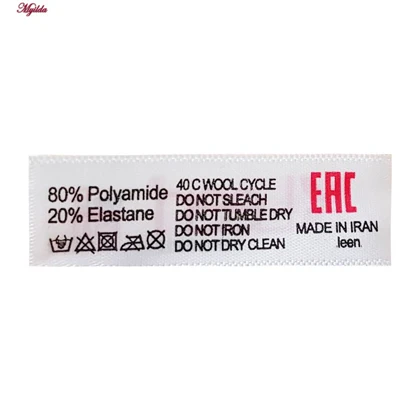 Mylda
80% Polyamide
20% Elastane
40 C WOOL CYCLE
DO NOT SLEACH
DO NOT TUMBLE DRY
DO NOT IRON
DO NOT DRY CLEAN
EAC
MADE IN IRAN
.leen.